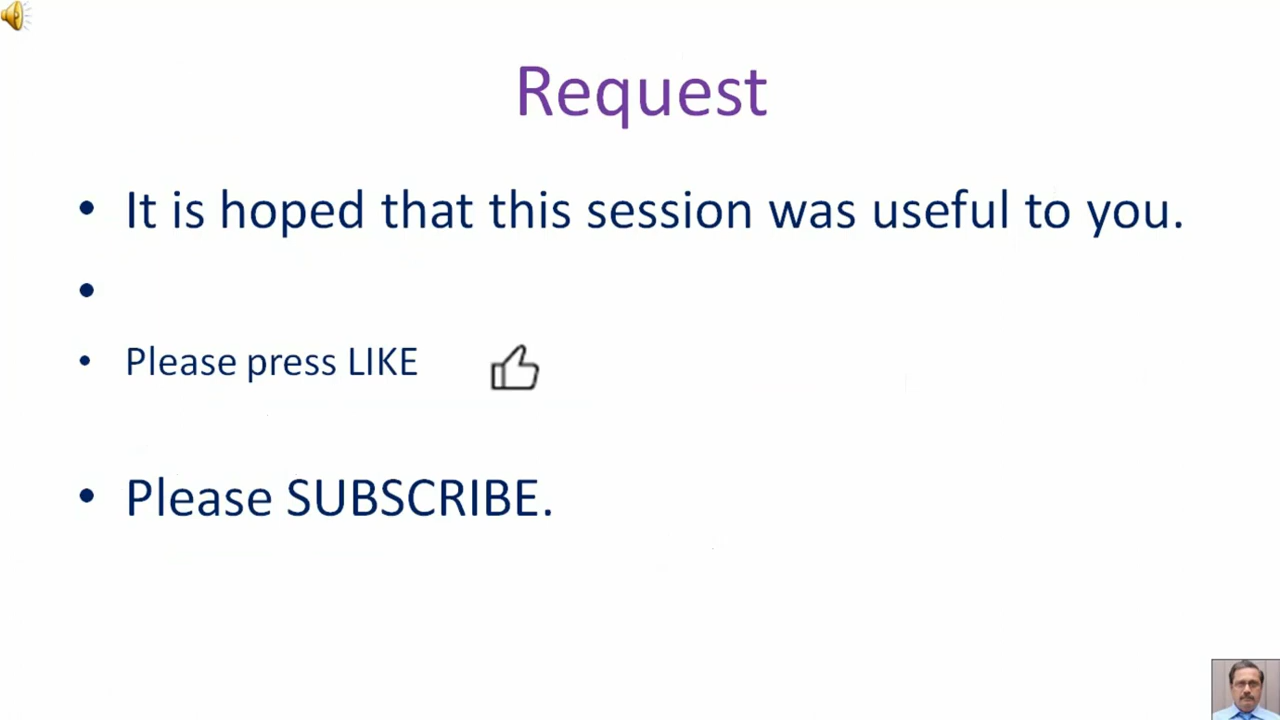 Request
• It is hoped that this session was useful to you.
•
• Please press LIKE
• Please SUBSCRIBE.